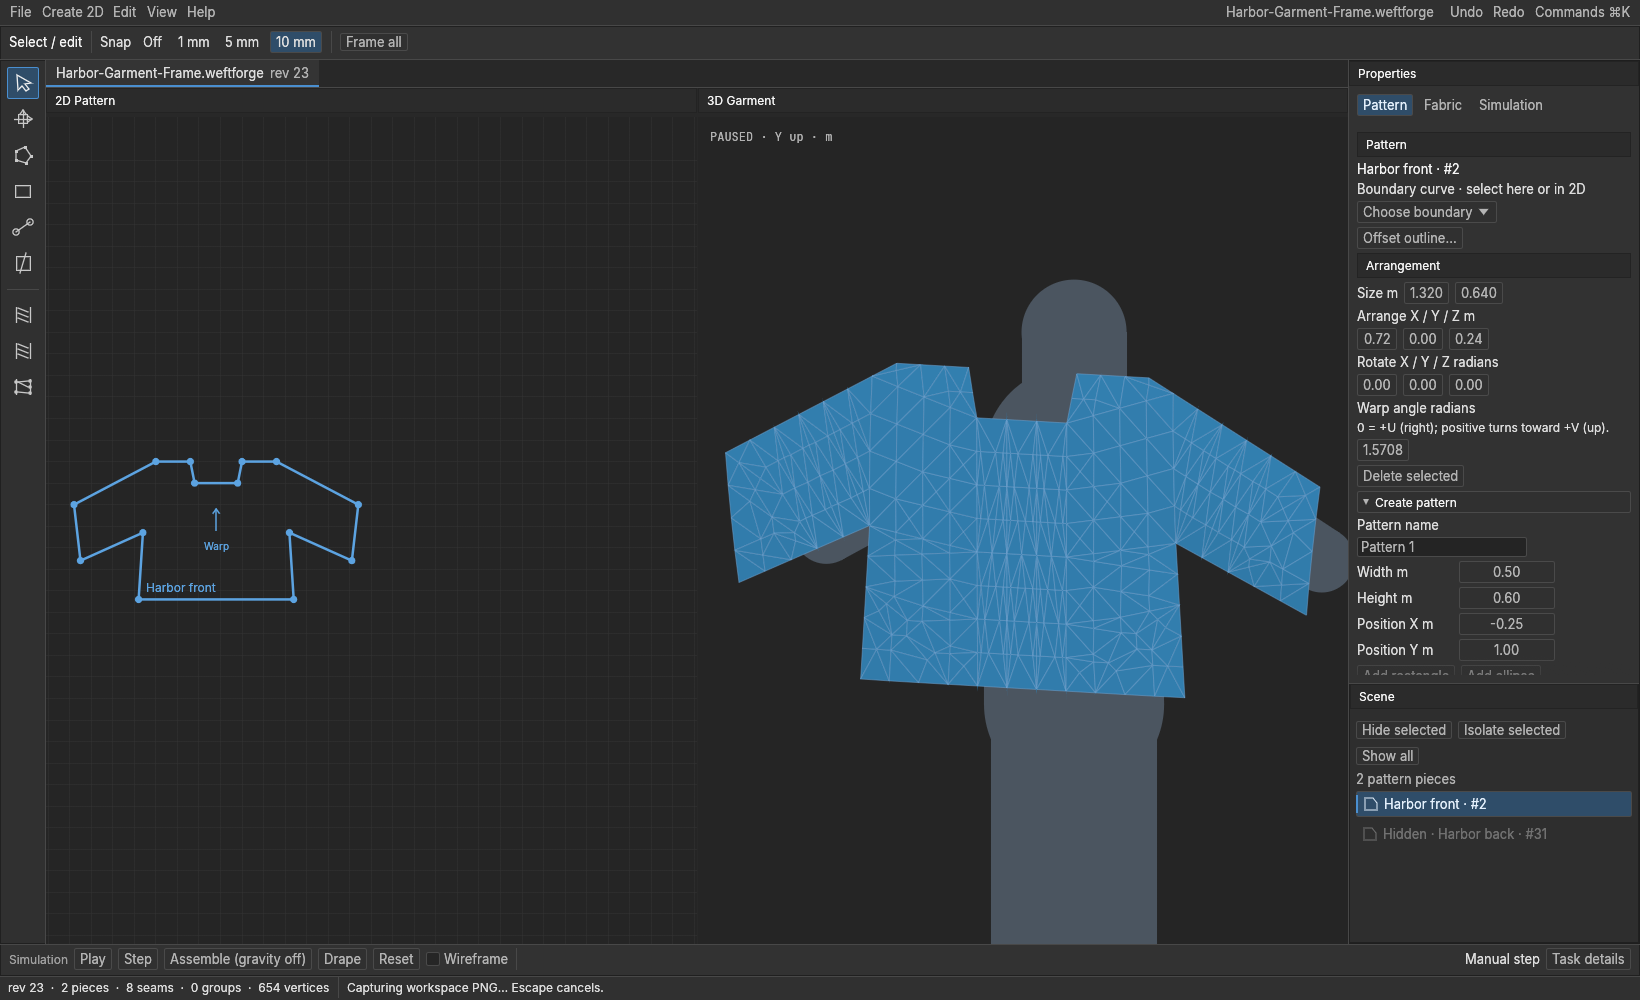 File Create 2D Edit View Help Harbor-Garment-Frame.weftforge Undo Redo Commands ⌘K
Select / edit Snap Off 1 mm 5 mm 10 mm Frame all
Harbor-Garment-Frame.weftforge rev 23
2D Pattern
Warp
Harbor front
3D Garment
PAUSED · Y up · m
Properties
Pattern Fabric Simulation
Pattern
Harbor front · #2
Boundary curve · select here or in 2D
Choose boundary
Offset outline...
Arrangement
Size m 1.320 0.640
Arrange X / Y / Z m
0.72 0.00 0.24
Rotate X / Y / Z radians
0.00 0.00 0.00
Warp angle radians
0 = +U (right); positive turns toward +V (up).
1.5708
Delete selected
Create pattern
Pattern name
Pattern 1
Width m 0.50
Height m 0.60
Position X m -0.25
Position Y m 1.00
Add rectangle Add ellipse
Scene
Hide selected Isolate selected
Show all
2 pattern pieces
Harbor front · #2
Hidden · Harbor back · #31
Simulation Play Step Assemble (gravity off) Drape Reset Wireframe Manual step Task details
rev 23 · 2 pieces · 8 seams · 0 groups · 654 vertices Capturing workspace PNG... Escape cancels.